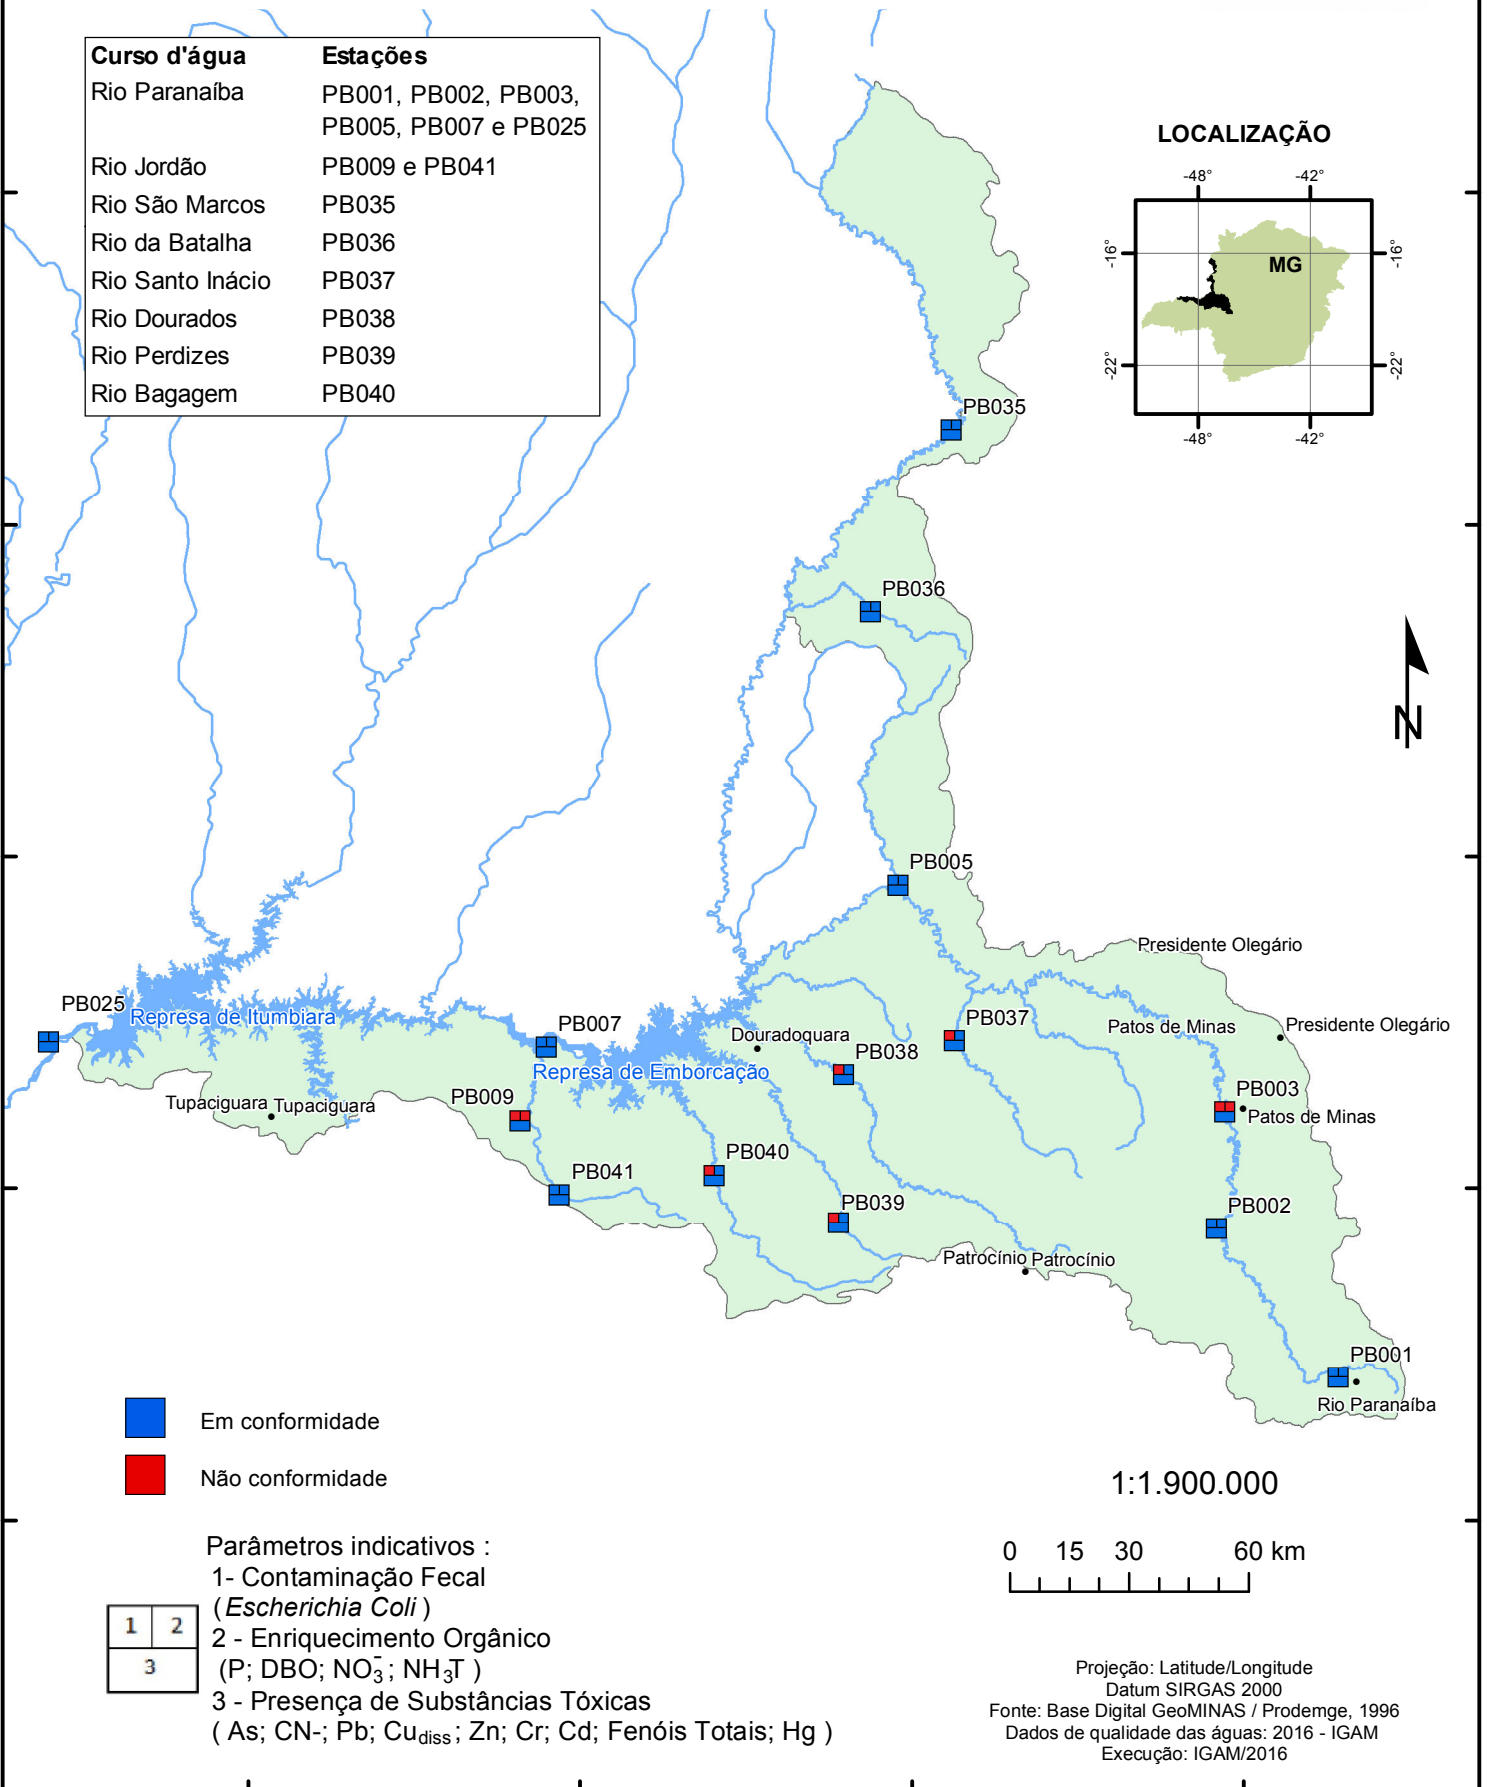 Curso d'água Estações
Rio Paranaíba PB001, PB002, PB003,
PB005, PB007 e PB025
Rio Jordão PB009 e PB041
Rio São Marcos PB035
Rio da Batalha PB036
Rio Santo Inácio PB037
Rio Dourados PB038
Rio Perdizes PB039
Rio Bagagem PB040
LOCALIZAÇÃO
-48° -42°
-16° MG -16°
-22° -22°
-48° -42°
PB035
PB036
N
PB005
Presidente Olegário
PB025
Represa de Itumbiara
PB007
PB037
Patos de Minas
Presidente Olegário
Douradoquara
PB038
Represa de Emborcação
PB009
PB003
Tupaciguara Tupaciguara
Patos de Minas
PB040
PB041
PB039
PB002
Patrocínio Patrocínio
PB001
Rio Paranaíba
Em conformidade
Não conformidade
1:1.900.000
0 15 30 60 km
Parâmetros indicativos :
1- Contaminação Fecal
(Escherichia Coli )
1 2
3
2 - Enriquecimento Orgânico
(P; DBO; NO₃⁻; NH₃T )
3 - Presença de Substâncias Tóxicas
( As; CN-; Pb; Cu diss; Zn; Cr; Cd; Fenóis Totais; Hg )
Projeção: Latitude/Longitude
Datum SIRGAS 2000
Fonte: Base Digital GeoMINAS / Prodemge, 1996
Dados de qualidade das águas: 2016 - IGAM
Execução: IGAM/2016